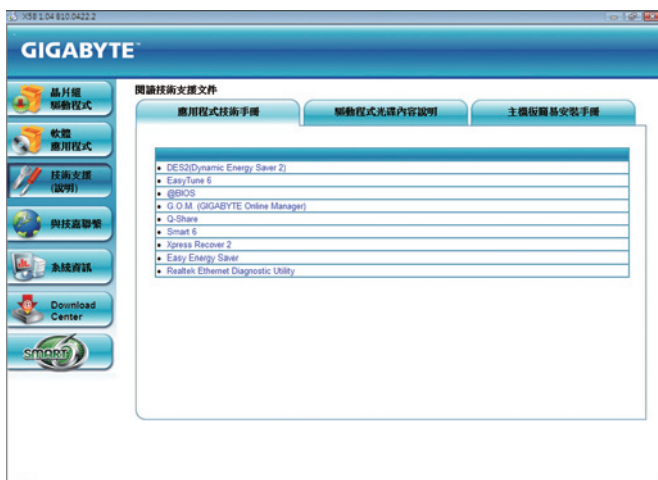 X58 1.04 B10.0422.2
GIGABYTE™
晶片組
驅動程式
軟體
應用程式
技術支援
(說明)
與技嘉聯繫
系統資訊
Download
Center
SMART 6
閱讀技術支援文件
應用程式技術手冊
驅動程式光碟內容說明
主機板簡易安裝手冊
DES2(Dynamic Energy Saver 2)
EasyTune 6
@BIOS
G.O.M. (GIGABYTE Online Manager)
Q-Share
Smart 6
Xpress Recover 2
Easy Energy Saver
Realtek Ethernet Diagnostic Utility